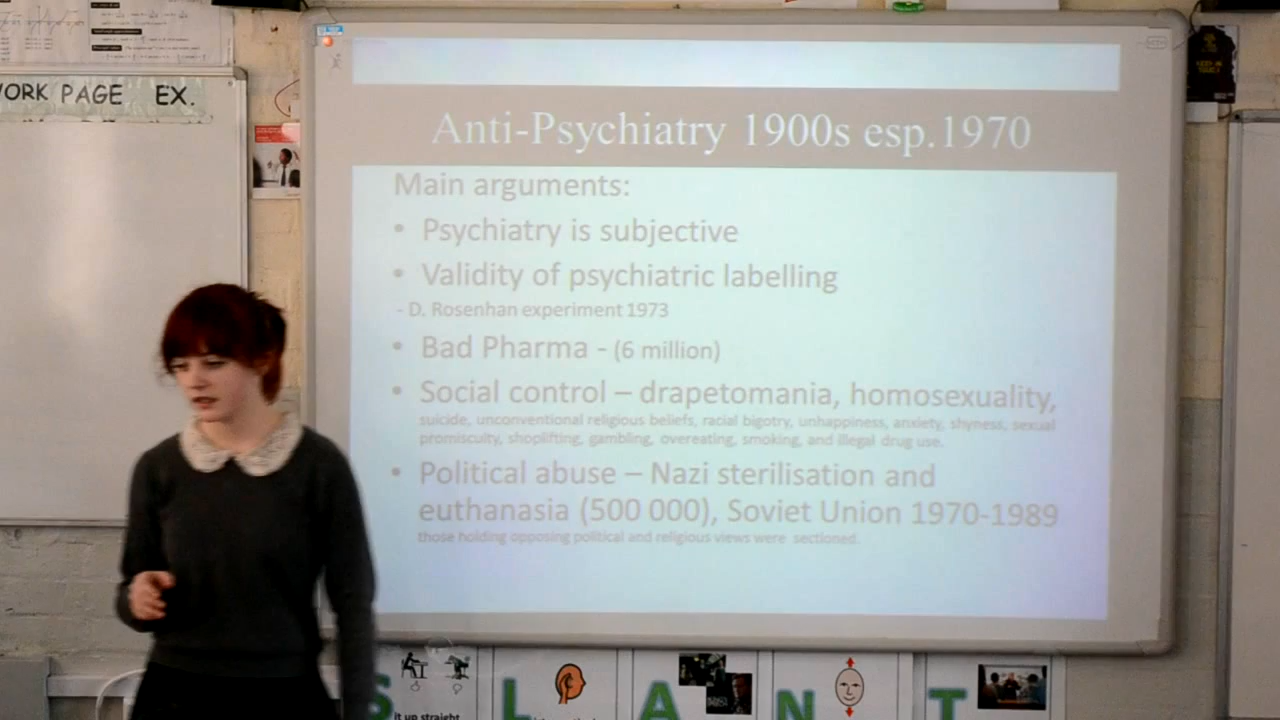 WORK PAGE EX.
Anti-Psychiatry 1900s esp.1970
Main arguments:
• Psychiatry is subjective
• Validity of psychiatric labelling
- D. Rosenhan experiment 1973
• Bad Pharma - (6 million)
• Social control – drapetomania, homosexuality,
suicide, unconventional religious beliefs, racial bigotry, unhappiness, anxiety, shyness, sexual
promiscuity, shoplifting, gambling, overeating, smoking, and illegal drug use.
• Political abuse – Nazi sterilisation and
euthanasia (500 000), Soviet Union 1970-1989
those holding opposing political and religious views were sectioned.
S L A N T
it up straight